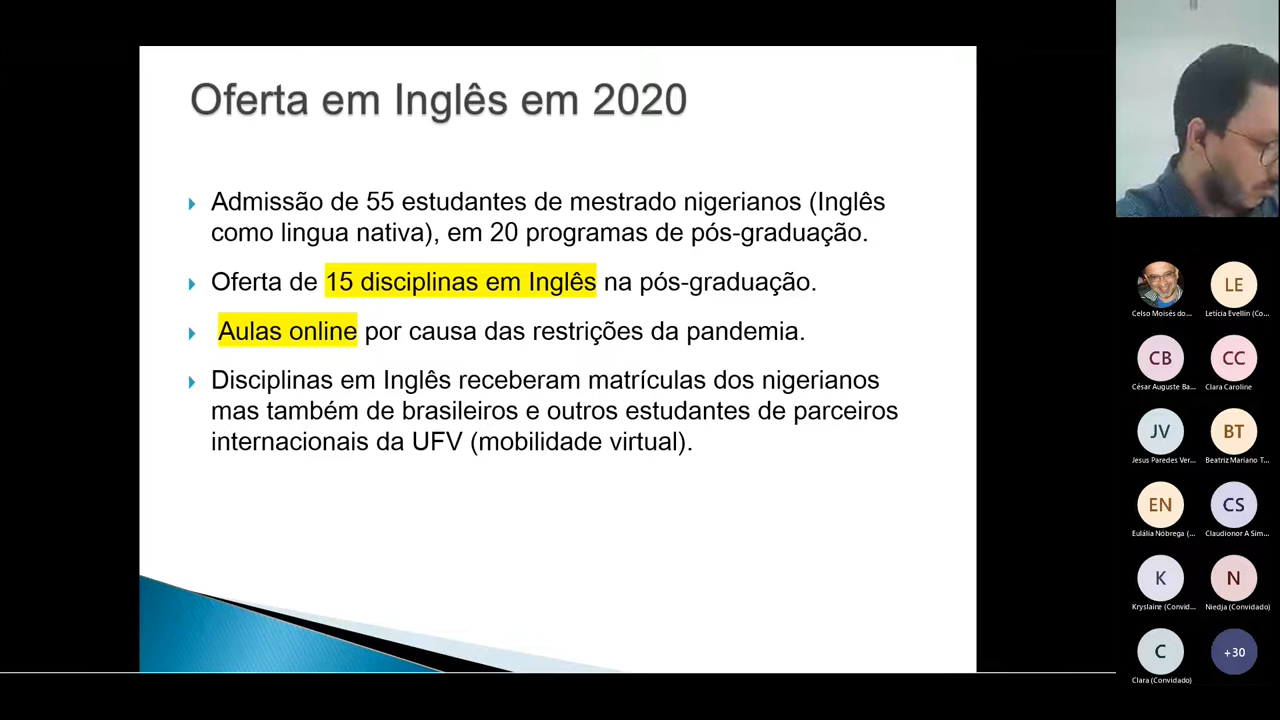 Oferta em Inglês em 2020
Admissão de 55 estudantes de mestrado nigerianos (Inglês
como lingua nativa), em 20 programas de pós-graduação.
Oferta de 15 disciplinas em Inglês na pós-graduação.
Aulas online por causa das restrições da pandemia.
Disciplinas em Inglês receberam matrículas dos nigerianos
mas também de brasileiros e outros estudantes de parceiros
internacionais da UFV (mobilidade virtual).
Celso Moisés do...
LE
Letícia Evellin (Co...
CB
César Auguste Ba...
CC
Clara Caroline
JV
Jesus Paredes Ver...
BT
Beatriz Mariano T...
EN
Eulália Nóbrega (...
CS
Claudionor A Sim...
K
Kryslaine (Convid...
N
Niedja (Convidado)
C
Clara (Convidado)
+30